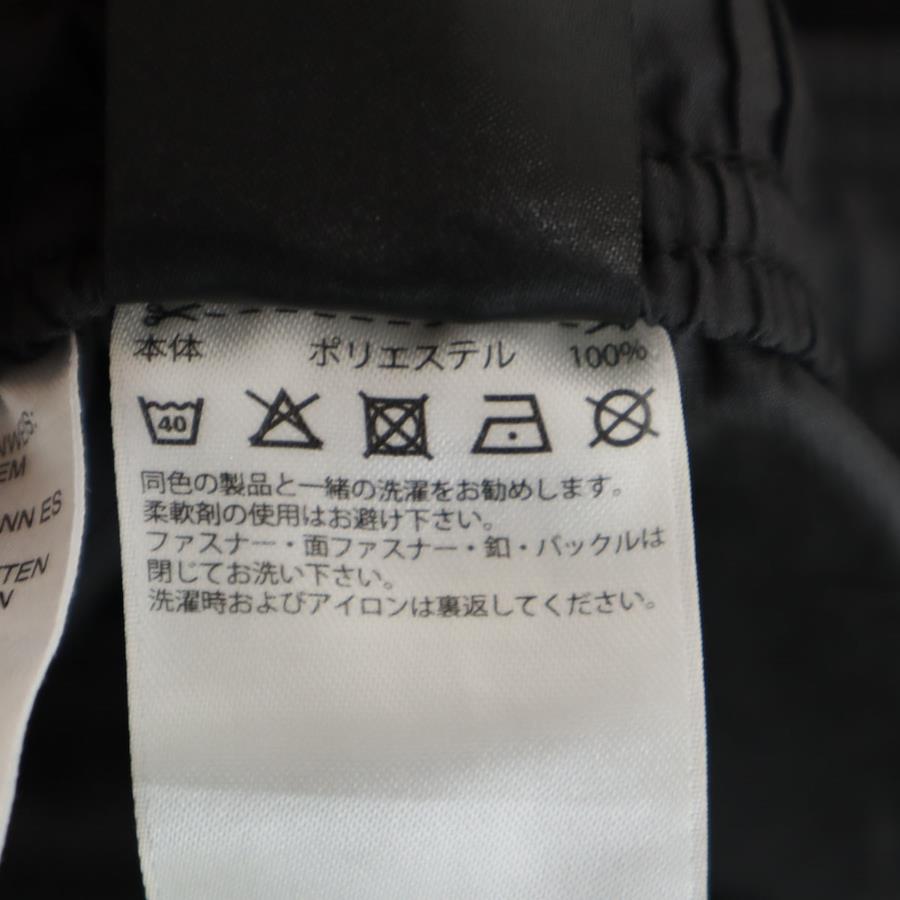 本体 ポリエステル 100%
40
同色の製品と一緒の洗濯をお勧めします。
柔軟剤の使用はお避け下さい。
ファスナー・面ファスナー・釦・バックルは
閉じてお洗い下さい。
洗濯時およびアイロンは裏返してください。
EM
NN ES
TTEN
N